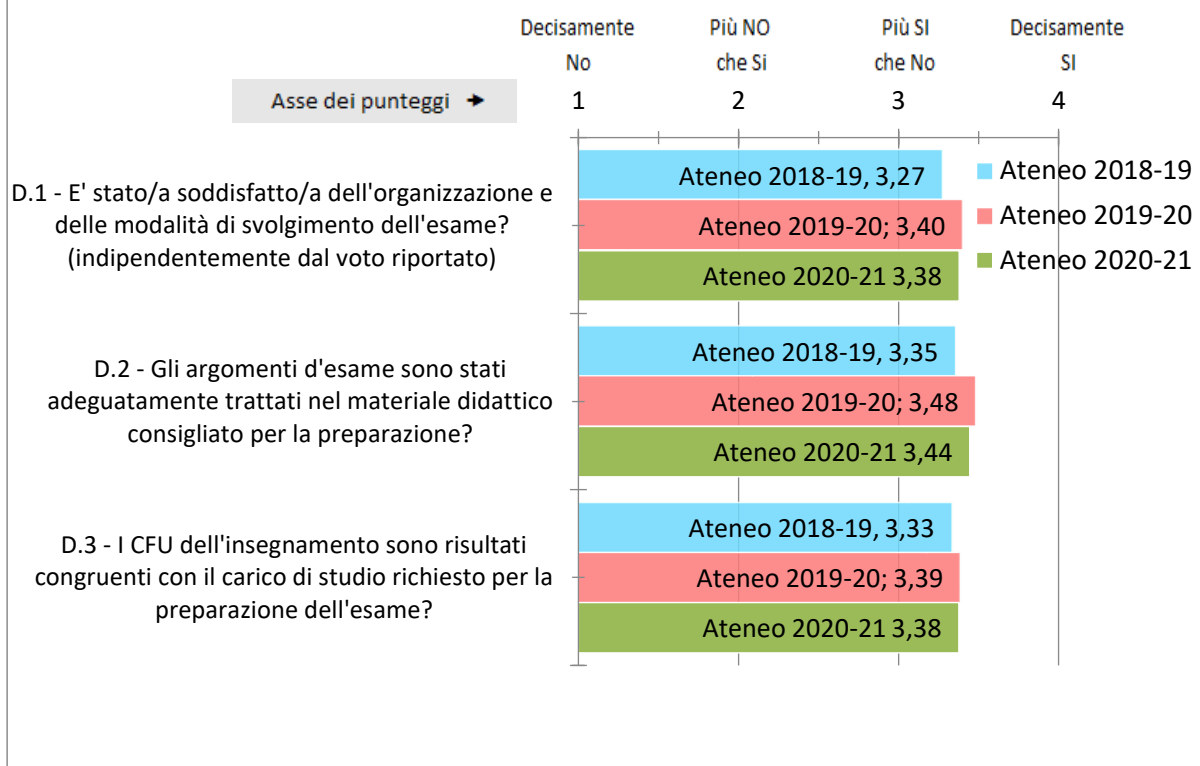 Decisamente No
Più NO che Si
Più SI che No
Decisamente SI
Asse dei punteggi ➔
1 2 3 4
D.1 - E' stato/a soddisfatto/a dell'organizzazione e
delle modalità di svolgimento dell'esame?
(indipendentemente dal voto riportato)
Ateneo 2018-19, 3,27
Ateneo 2019-20; 3,40
Ateneo 2020-21 3,38
Ateneo 2018-19
Ateneo 2019-20
Ateneo 2020-21
D.2 - Gli argomenti d'esame sono stati
adeguatamente trattati nel materiale didattico
consigliato per la preparazione?
Ateneo 2018-19, 3,35
Ateneo 2019-20; 3,48
Ateneo 2020-21 3,44
D.3 - I CFU dell'insegnamento sono risultati
congruenti con il carico di studio richiesto per la
preparazione dell'esame?
Ateneo 2018-19, 3,33
Ateneo 2019-20; 3,39
Ateneo 2020-21 3,38